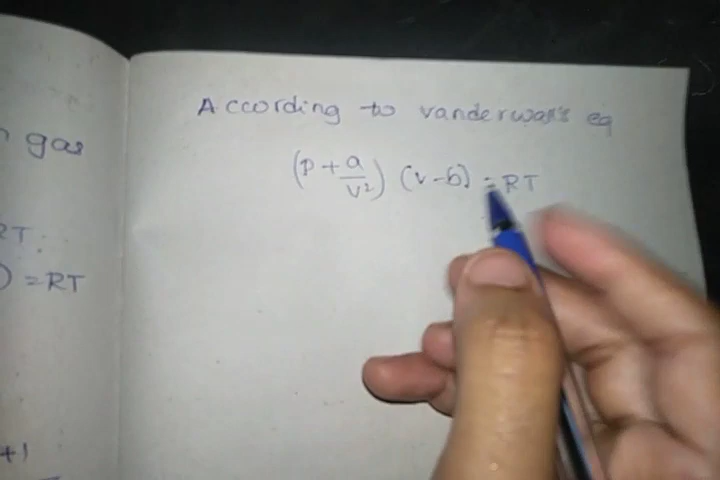 gas
RT.
) = RT
+1
According to vanderwaal's eq
(P + a/v²) (v - b) = RT